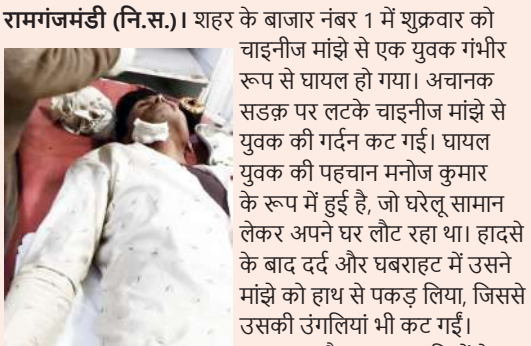 रामगंजमंडी (नि.स.)। शहर के बाजार नंबर 1 में शुक्रवार को
चाइनीज मांझे से एक युवक गंभीर
रूप से घायल हो गया। अचानक
सडक़ पर लटके चाइनीज मांझे से
युवक की गर्दन कट गई। घायल
युवक की पहचान मनोज कुमार
के रूप में हुई है, जो घरेलू सामान
लेकर अपने घर लौट रहा था। हादसे
के बाद दर्द और घबराहट में उसने
मांझे को हाथ से पकड़ लिया, जिससे
उसकी उंगलियां भी कट गईं।